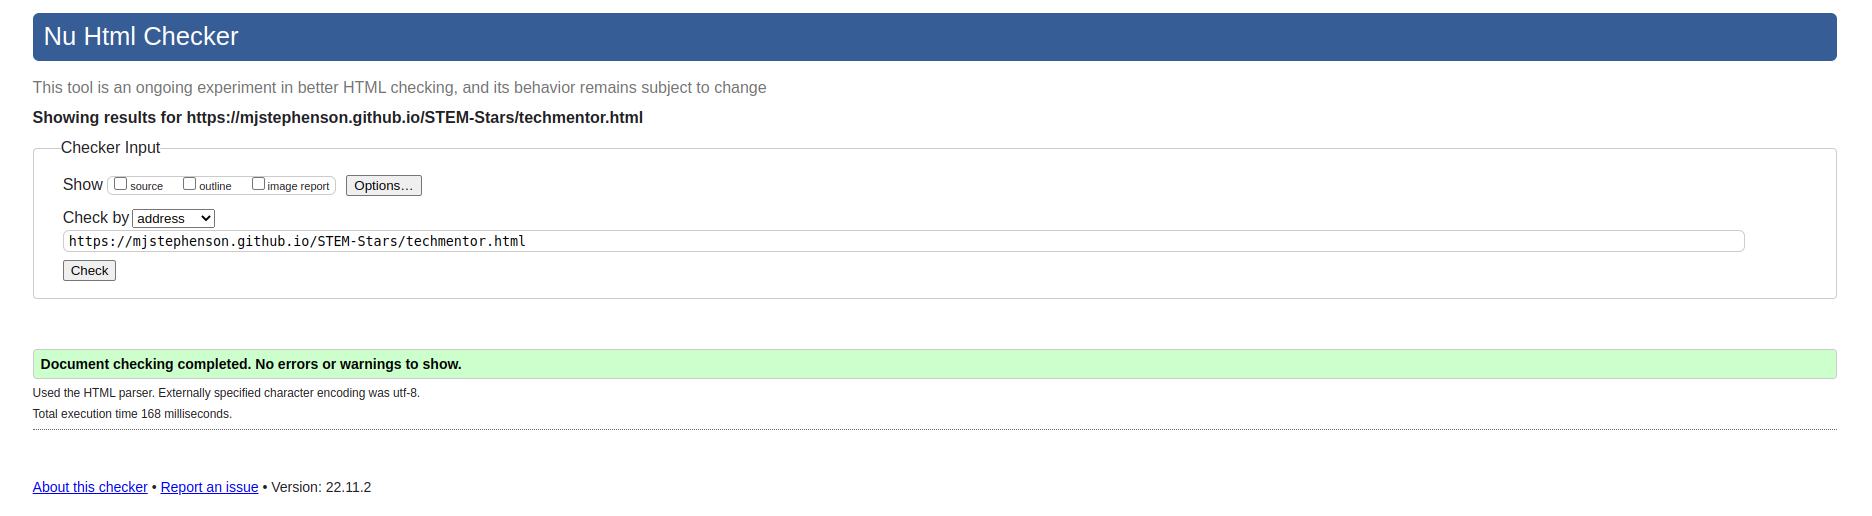 Nu Html Checker
This tool is an ongoing experiment in better HTML checking, and its behavior remains subject to change
Showing results for https://mjstephenson.github.io/STEM-Stars/techmentor.html
Checker Input
Show source outline image report Options...
Check by address
https://mjstephenson.github.io/STEM-Stars/techmentor.html
Check
Document checking completed. No errors or warnings to show.
Used the HTML parser. Externally specified character encoding was utf-8.
Total execution time 168 milliseconds.
About this checker • Report an issue • Version: 22.11.2